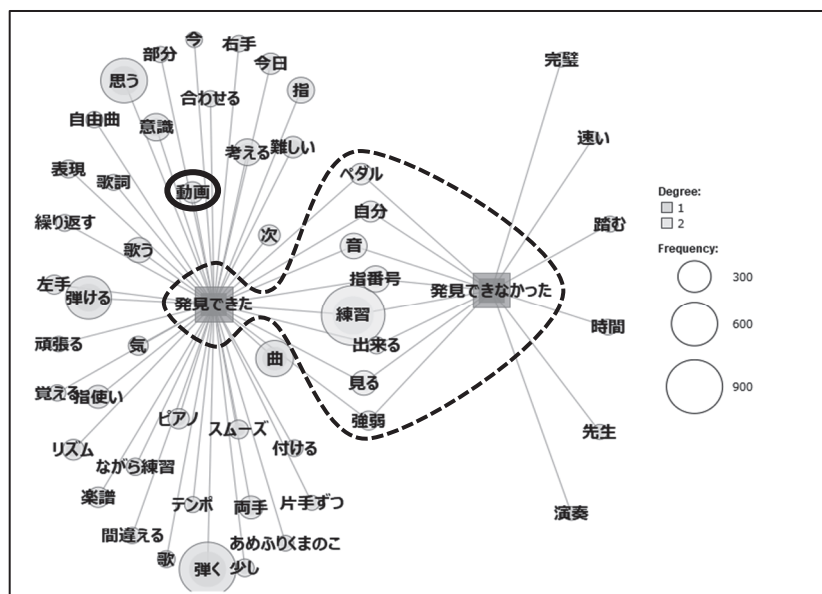 今
右手
部分
今日
思う
合わせる
指
自由曲
意識
考える
難しい
表現
歌詞
動画
繰り返す
次
歌う
左手
弾ける
発見できた
頑張る
気
曲
覚える
指使い
ピアノ
スムーズ
リズム
ながら練習
付ける
楽譜
テンポ
両手
片手ずつ
間違える
あめふりくまのこ
歌
弾く
少し
ペダル
自分
音
指番号
練習
出来る
見る
強弱
発見できなかった
完璧
速い
踏む
時間
先生
演奏
Degree:
1
2
Frequency:
300
600
900